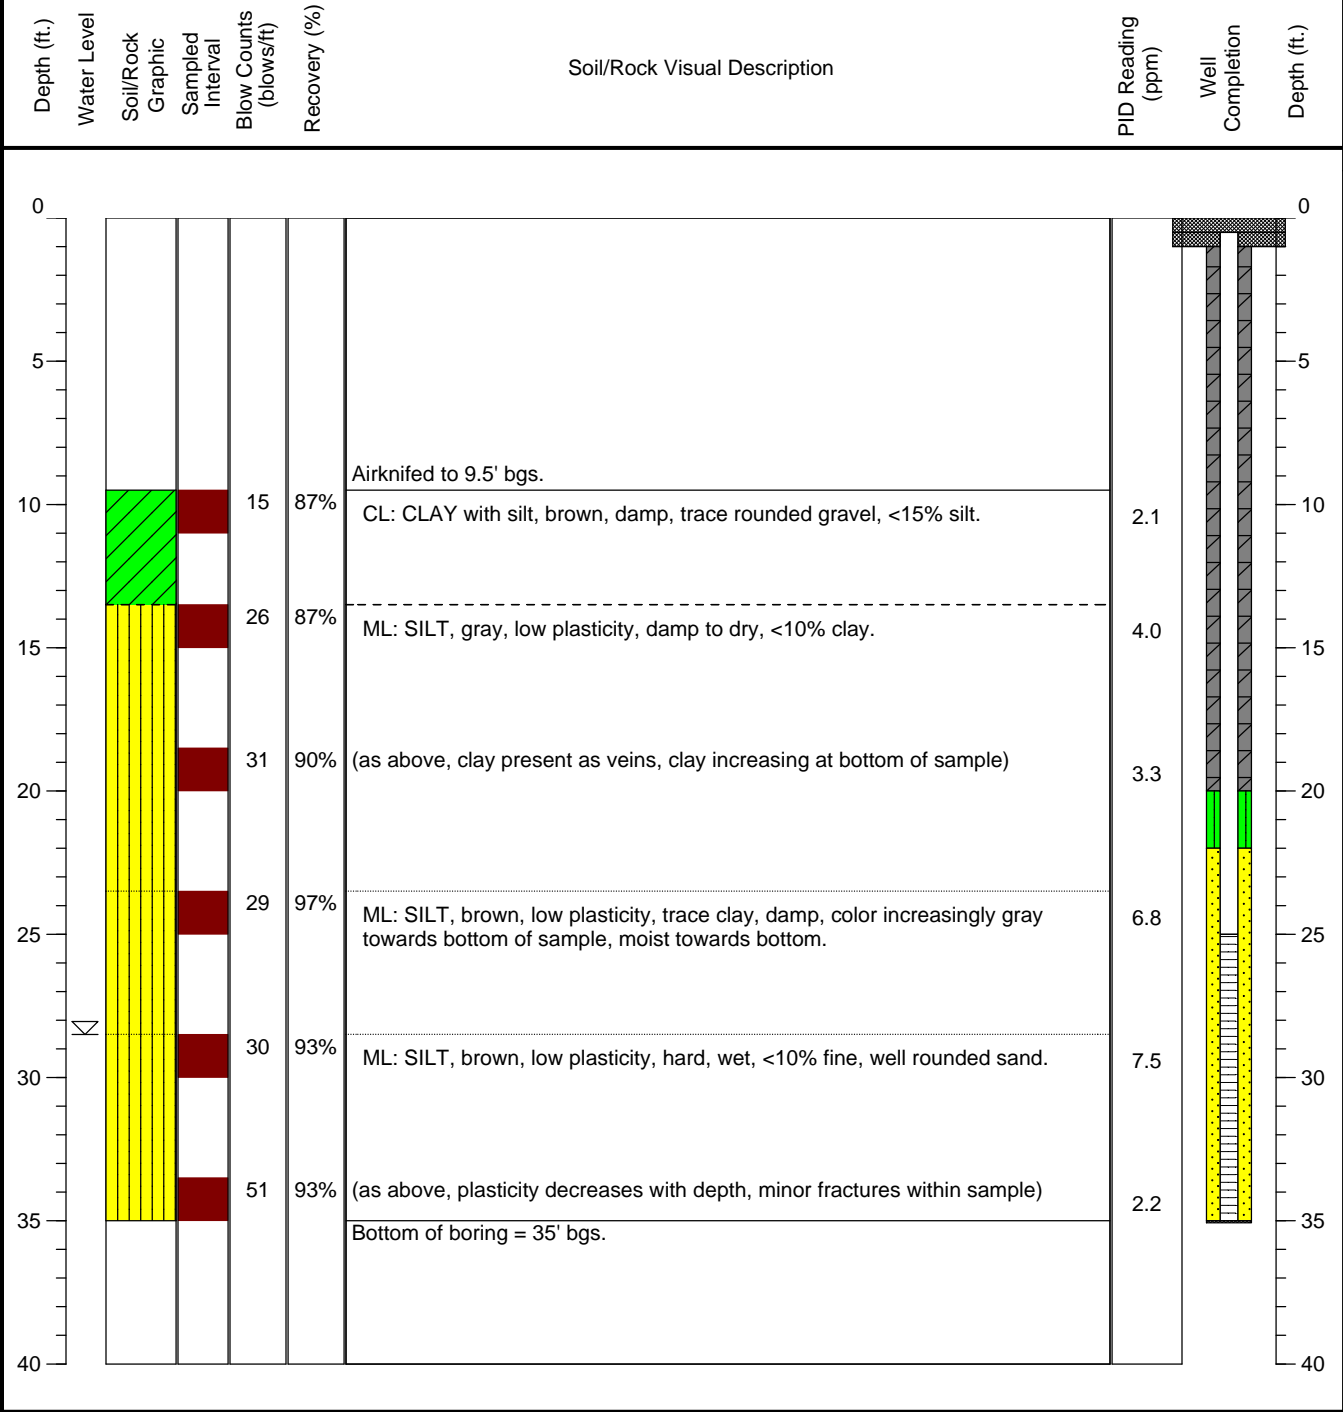 Depth (ft.)
Water Level
Soil/Rock
Graphic
Sampled
Interval
Blow Counts
(blows/ft)
Recovery (%)
Soil/Rock Visual Description
PID Reading
(ppm)
Well
Completion
Depth (ft.)
0
0
5
5
Airknifed to 9.5' bgs.
10
15
87%
CL: CLAY with silt, brown, damp, trace rounded gravel, <15% silt.
2.1
10
26
87%
ML: SILT, gray, low plasticity, damp to dry, <10% clay.
4.0
15
15
31
90%
(as above, clay present as veins, clay increasing at bottom of sample)
3.3
20
20
29
97%
ML: SILT, brown, low plasticity, trace clay, damp, color increasingly gray
towards bottom of sample, moist towards bottom.
6.8
25
25
30
93%
ML: SILT, brown, low plasticity, hard, wet, <10% fine, well rounded sand.
7.5
30
30
51
93%
(as above, plasticity decreases with depth, minor fractures within sample)
2.2
35
35
Bottom of boring = 35' bgs.
40
40